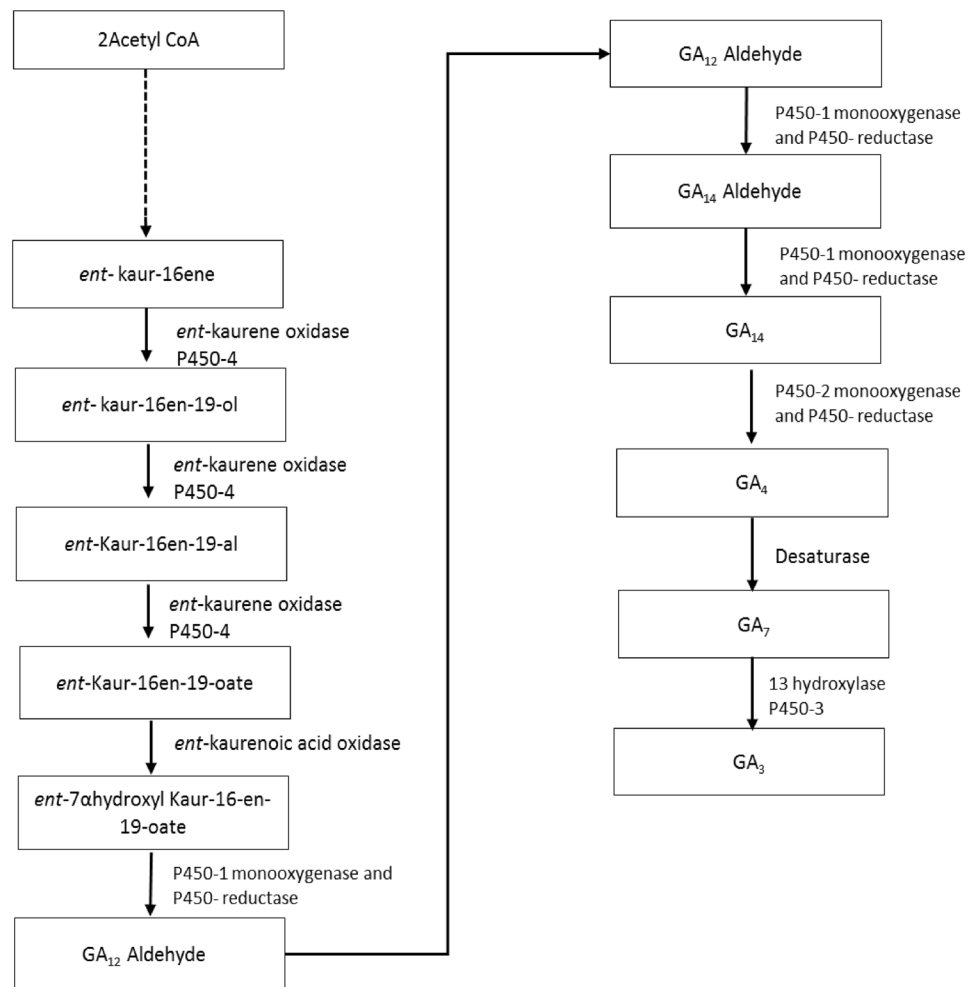 2Acetyl CoA
ent- kaur-16ene
ent-kaurene oxidase
P450-4
ent- kaur-16en-19-ol
ent-kaurene oxidase
P450-4
ent-Kaur-16en-19-al
ent-kaurene oxidase
P450-4
ent-Kaur-16en-19-oate
ent-kaurenoic acid oxidase
ent-7αhydroxyl Kaur-16-en-
19-oate
P450-1 monooxygenase and
P450- reductase
GA₁₂ Aldehyde
GA₁₂ Aldehyde
P450-1 monooxygenase
and P450- reductase
GA₁₄ Aldehyde
P450-1 monooxygenase
and P450- reductase
GA₁₄
P450-2 monooxygenase
and P450- reductase
GA₄
Desaturase
GA₇
13 hydroxylase
P450-3
GA₃